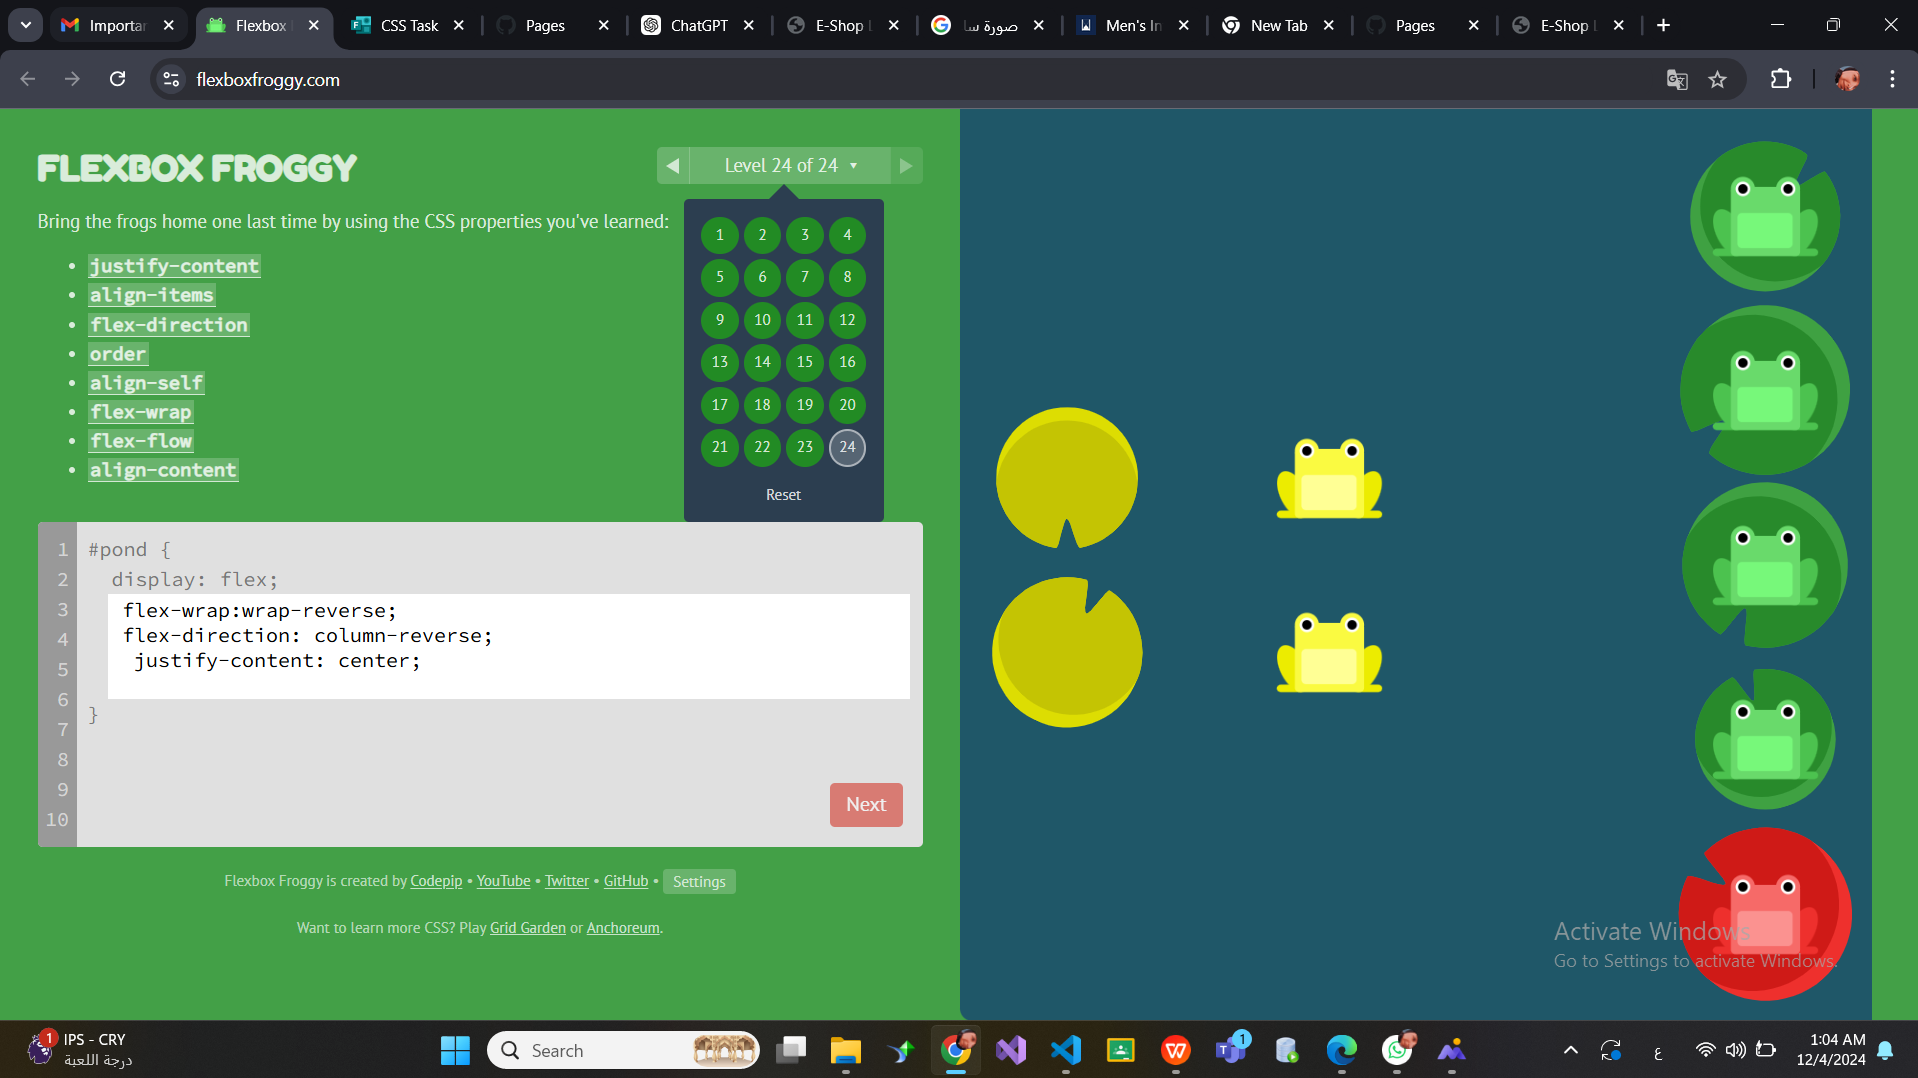 Importan
Flexbox
CSS Task
Pages
ChatGPT
E-Shop
صورة سا
Men's In
New Tab
Pages
E-Shop
flexboxfroggy.com
FLEXBOX FROGGY
Level 24 of 24 ▼
Bring the frogs home one last time by using the CSS properties you've learned:
• justify-content
• align-items
• flex-direction
• order
• align-self
• flex-wrap
• flex-flow
• align-content
1 2 3 4
5 6 7 8
9 10 11 12
13 14 15 16
17 18 19 20
21 22 23 24
Reset
1 #pond {
2 display: flex;
3 flex-wrap:wrap-reverse;
4 flex-direction: column-reverse;
5 justify-content: center;
6 }
7
8
9
10
Next
Flexbox Froggy is created by Codepip • YouTube • Twitter • GitHub • Settings
Want to learn more CSS? Play Grid Garden or Anchoreum.
Activate Windows
Go to Settings to activate Windows.
1
IPS - CRY
درجة اللعبة
Search
1
ع
1:04 AM
12/4/2024